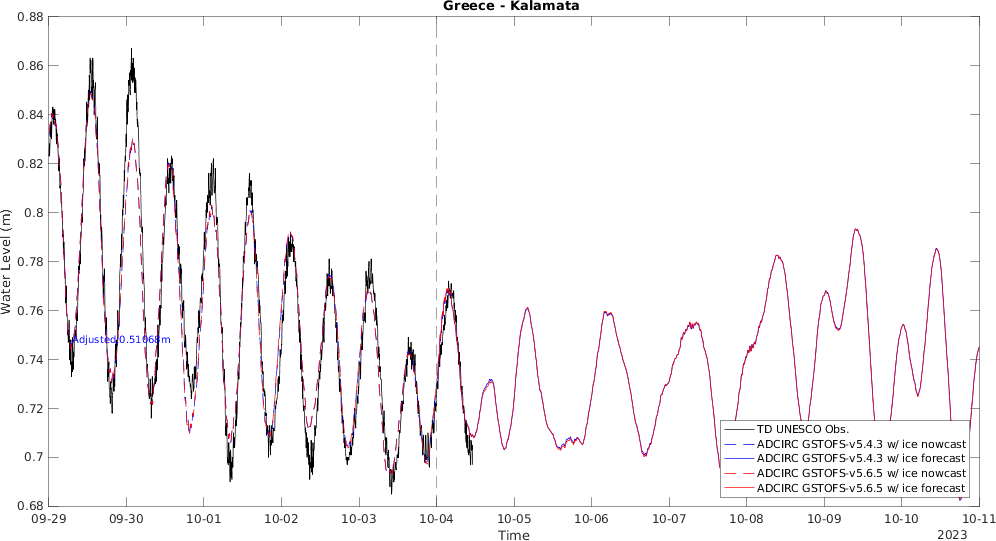 Greece - Kalamata
0.88
0.86
0.84
0.82
0.8
0.78
0.76
0.74
0.72
0.7
0.68
Water Level (m)
Adjusted 0.51068m
TD UNESCO Obs.
ADCIRC GSTOFS-v5.4.3 w/ ice nowcast
ADCIRC GSTOFS-v5.4.3 w/ ice forecast
ADCIRC GSTOFS-v5.6.5 w/ ice nowcast
ADCIRC GSTOFS-v5.6.5 w/ ice forecast
09-29 09-30 10-01 10-02 10-03 10-04 10-05 10-06 10-07 10-08 10-09 10-10 10-11
Time
2023